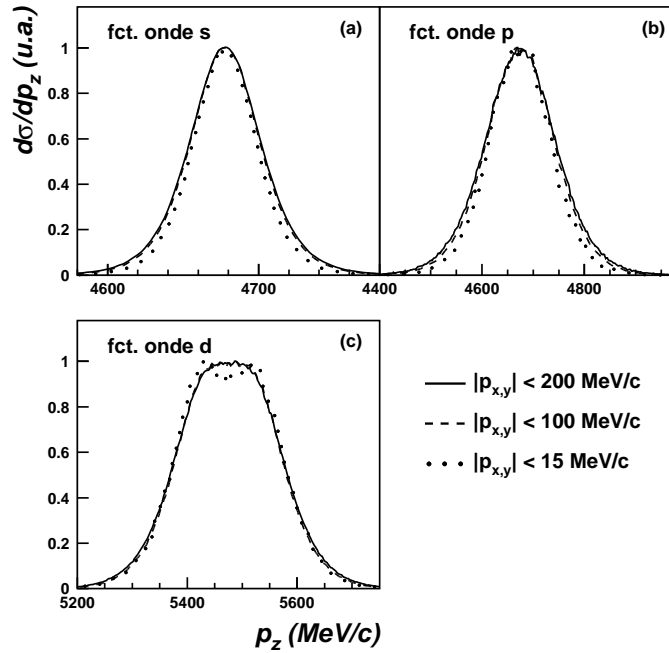 dσ/dp_z (u.a.)
fct. onde s
(a)
fct. onde p
(b)
1
0.8
0.6
0.4
0.2
0
4600
4700
4400
4600
4800
fct. onde d
(c)
1
0.8
0.6
0.4
0.2
0
5200
5400
5600
p_z (MeV/c)
|p_x,y| < 200 MeV/c
|p_x,y| < 100 MeV/c
|p_x,y| < 15 MeV/c